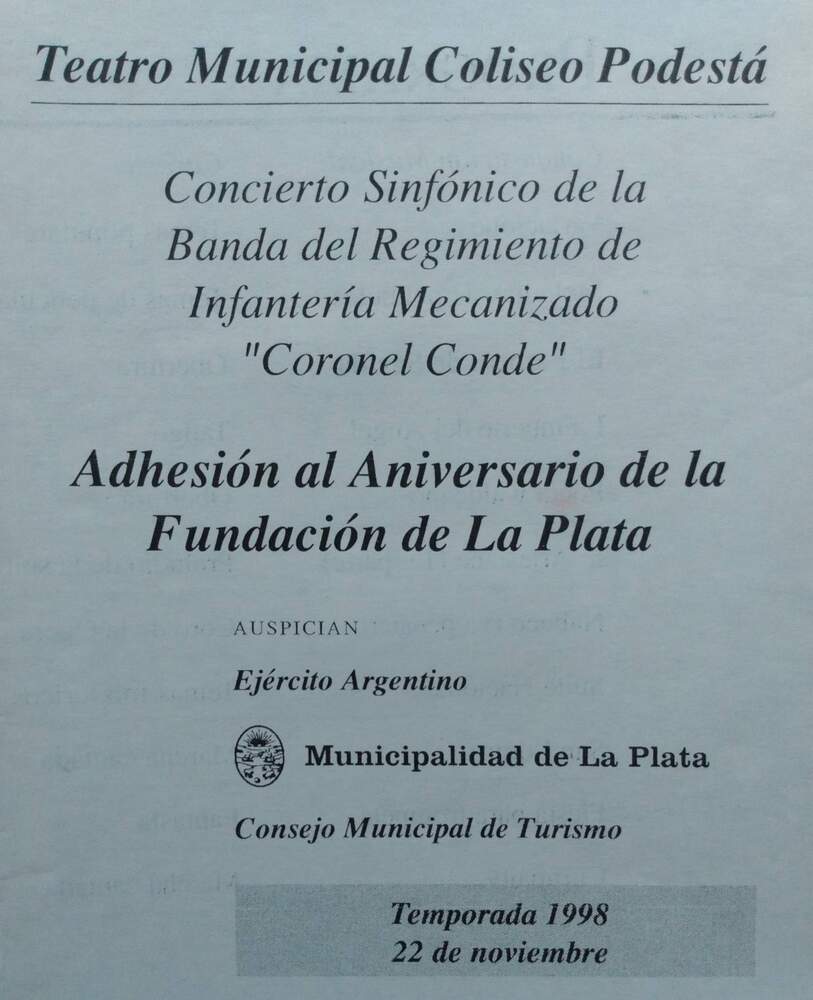 Teatro Municipal Coliseo Podestá
Concierto Sinfónico de la
Banda del Regimiento de
Infantería Mecanizado
"Coronel Conde"
Adhesión al Aniversario de la
Fundación de La Plata
AUSPICIAN
Ejército Argentino
Municipalidad de La Plata
Consejo Municipal de Turismo
Temporada 1998
22 de noviembre